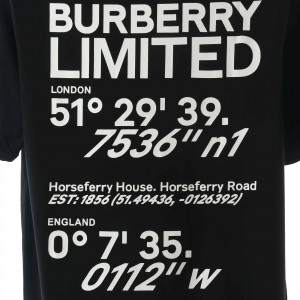 BURBERRY
LIMITED
LONDON
51° 29' 39.
7536" n1
Horseferry House. Horseferry Road
EST: 1856 (51.49436, -0126392)
ENGLAND
0° 7' 35.
0112" w